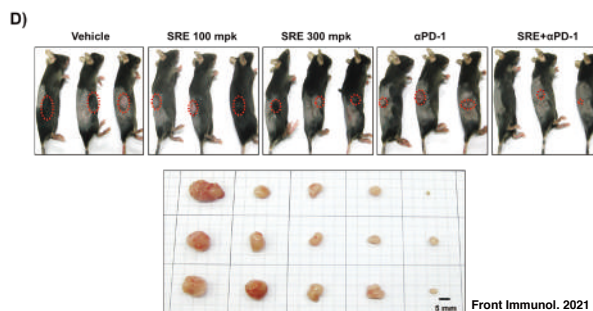 D)
Vehicle
SRE 100 mpk
SRE 300 mpk
αPD-1
SRE+αPD-1
5 mm
Front Immunol. 2021